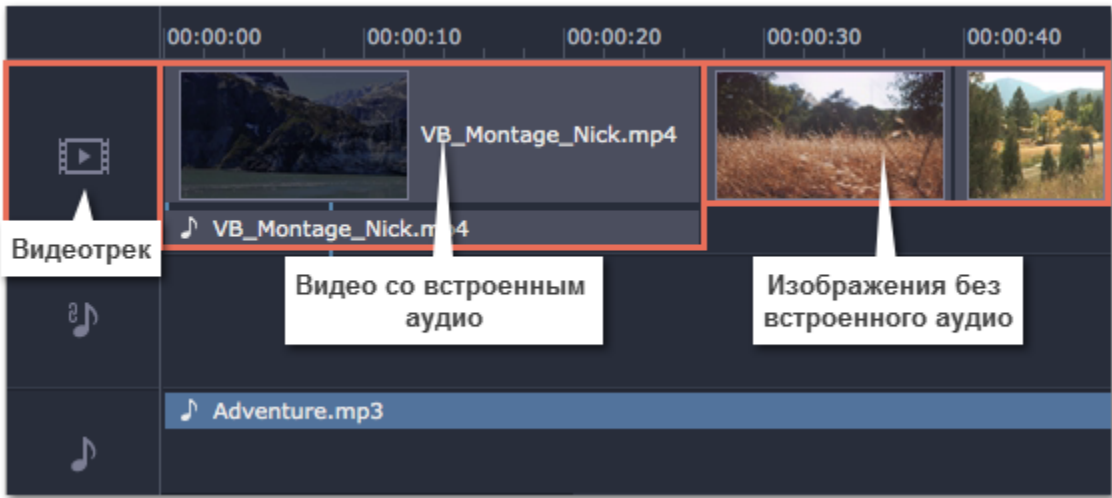 00:00:00 00:00:10 00:00:20 00:00:30 00:00:40
VB_Montage_Nick.mp4
VB_Montage_Nick.mp4
Видеотрек
Видео со встроенным
аудио
Изображения без
встроенного аудио
Adventure.mp3